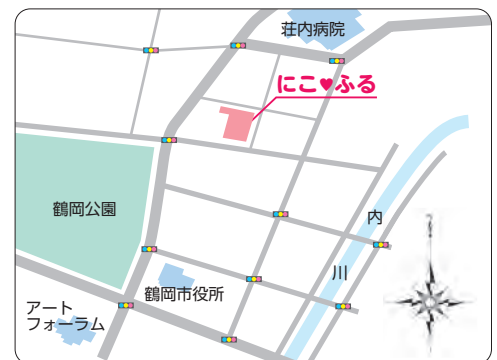 荘内病院
にこ♥ふる
鶴岡公園
内
川
鶴岡市役所
アート
フォーラム